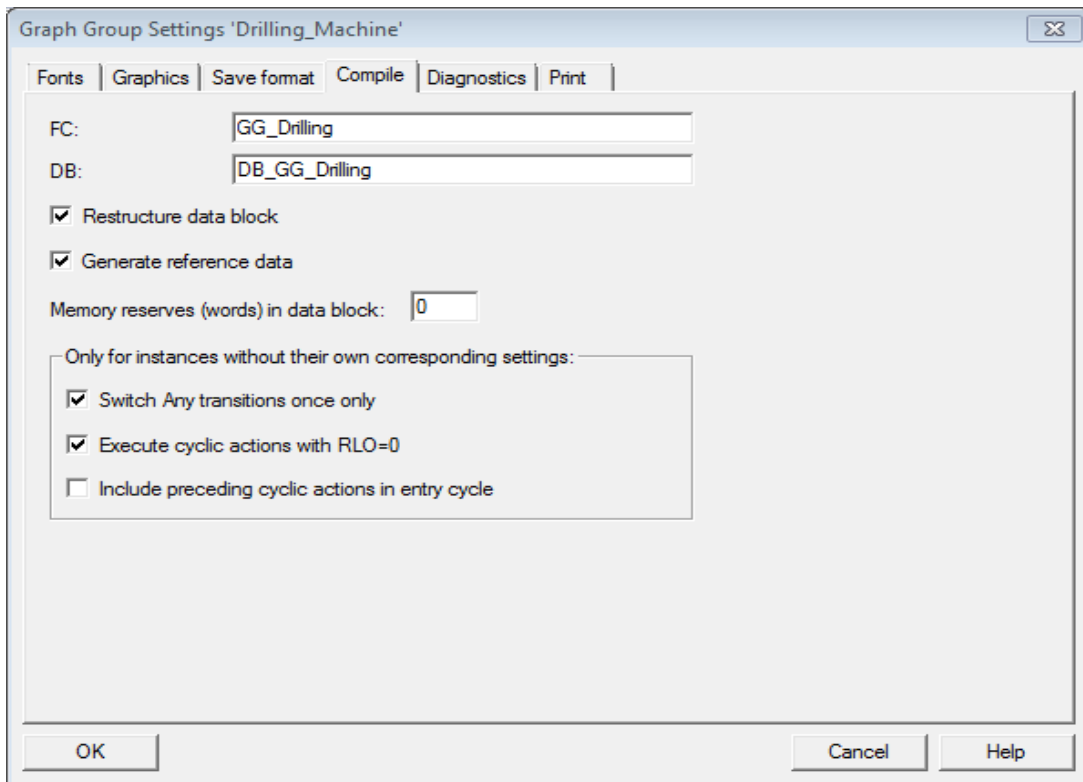 Graph Group Settings 'Drilling_Machine'
Fonts Graphics Save format Compile Diagnostics Print
FC: GG_Drilling
DB: DB_GG_Drilling
Restructure data block
Generate reference data
Memory reserves (words) in data block: 0
Only for instances without their own corresponding settings:
Switch Any transitions once only
Execute cyclic actions with RLO=0
Include preceding cyclic actions in entry cycle
OK Cancel Help